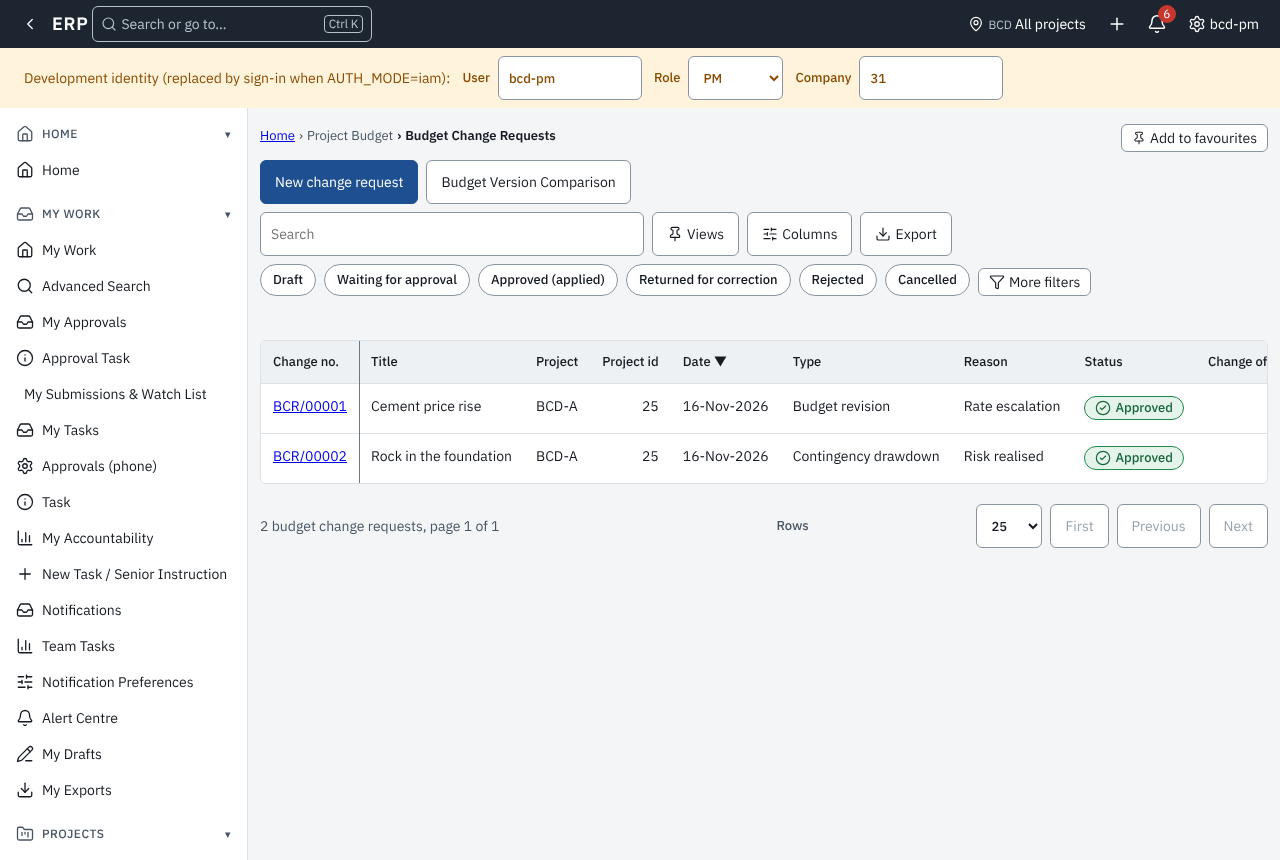 ERP
Search or go to...
Ctrl K
BCD All projects
6
bcd-pm
Development identity (replaced by sign-in when AUTH_MODE=iam):
User
bcd-pm
Role
PM
Company
31
HOME
Home
MY WORK
My Work
Advanced Search
My Approvals
Approval Task
My Submissions & Watch List
My Tasks
Approvals (phone)
Task
My Accountability
New Task / Senior Instruction
Notifications
Team Tasks
Notification Preferences
Alert Centre
My Drafts
My Exports
PROJECTS
Home › Project Budget › Budget Change Requests
Add to favourites
New change request
Budget Version Comparison
Search
Views
Columns
Export
Draft
Waiting for approval
Approved (applied)
Returned for correction
Rejected
Cancelled
More filters
Change no. Title Project Project id Date ▼ Type Reason Status Change of
BCR/00001 Cement price rise BCD-A 25 16-Nov-2026 Budget revision Rate escalation Approved
BCR/00002 Rock in the foundation BCD-A 25 16-Nov-2026 Contingency drawdown Risk realised Approved
2 budget change requests, page 1 of 1
Rows
25
First
Previous
Next